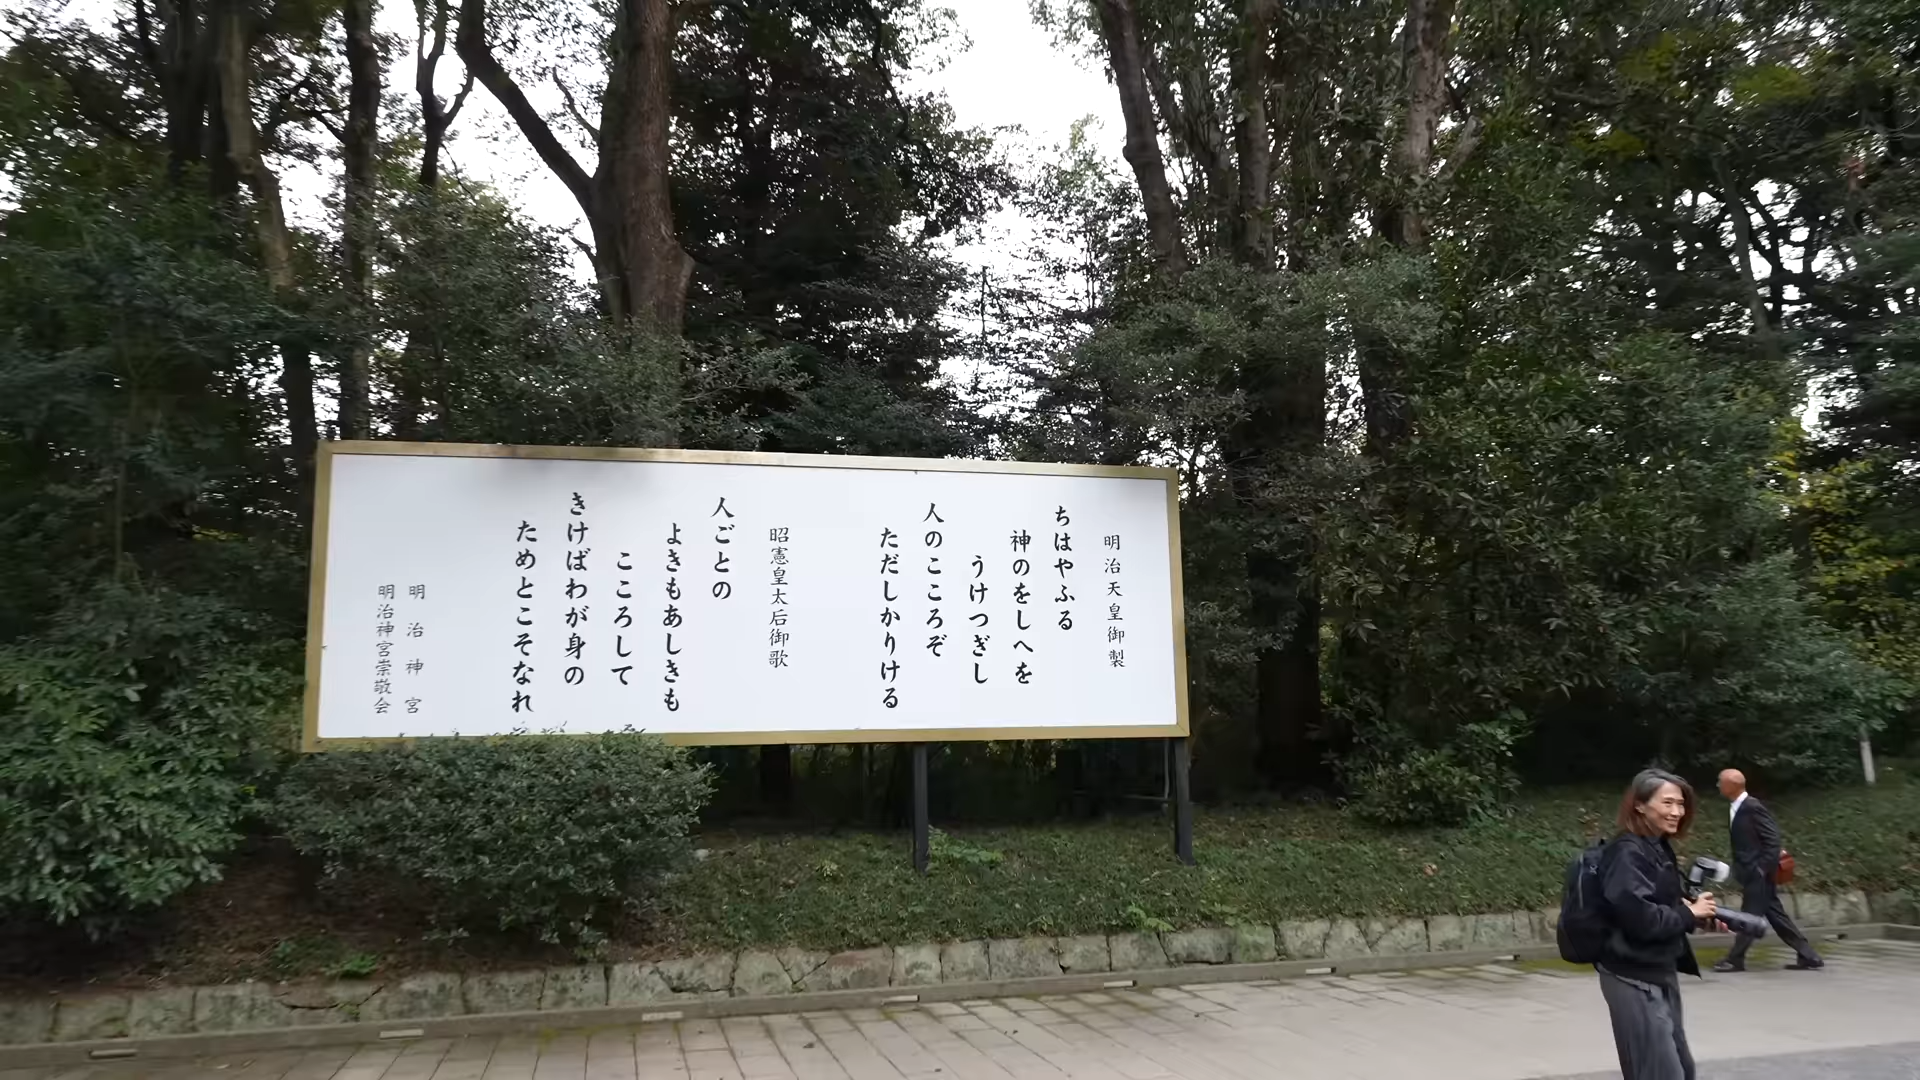 明治天皇御製
ちはやふる
神のをしへを
うけつぎし
人のこころぞ
ただしかりける
昭憲皇太后御歌
人ごとの
よきもあしきも
こころして
きけばわが身の
ためとこそなれ
明治神宮
明治神宮崇敬会